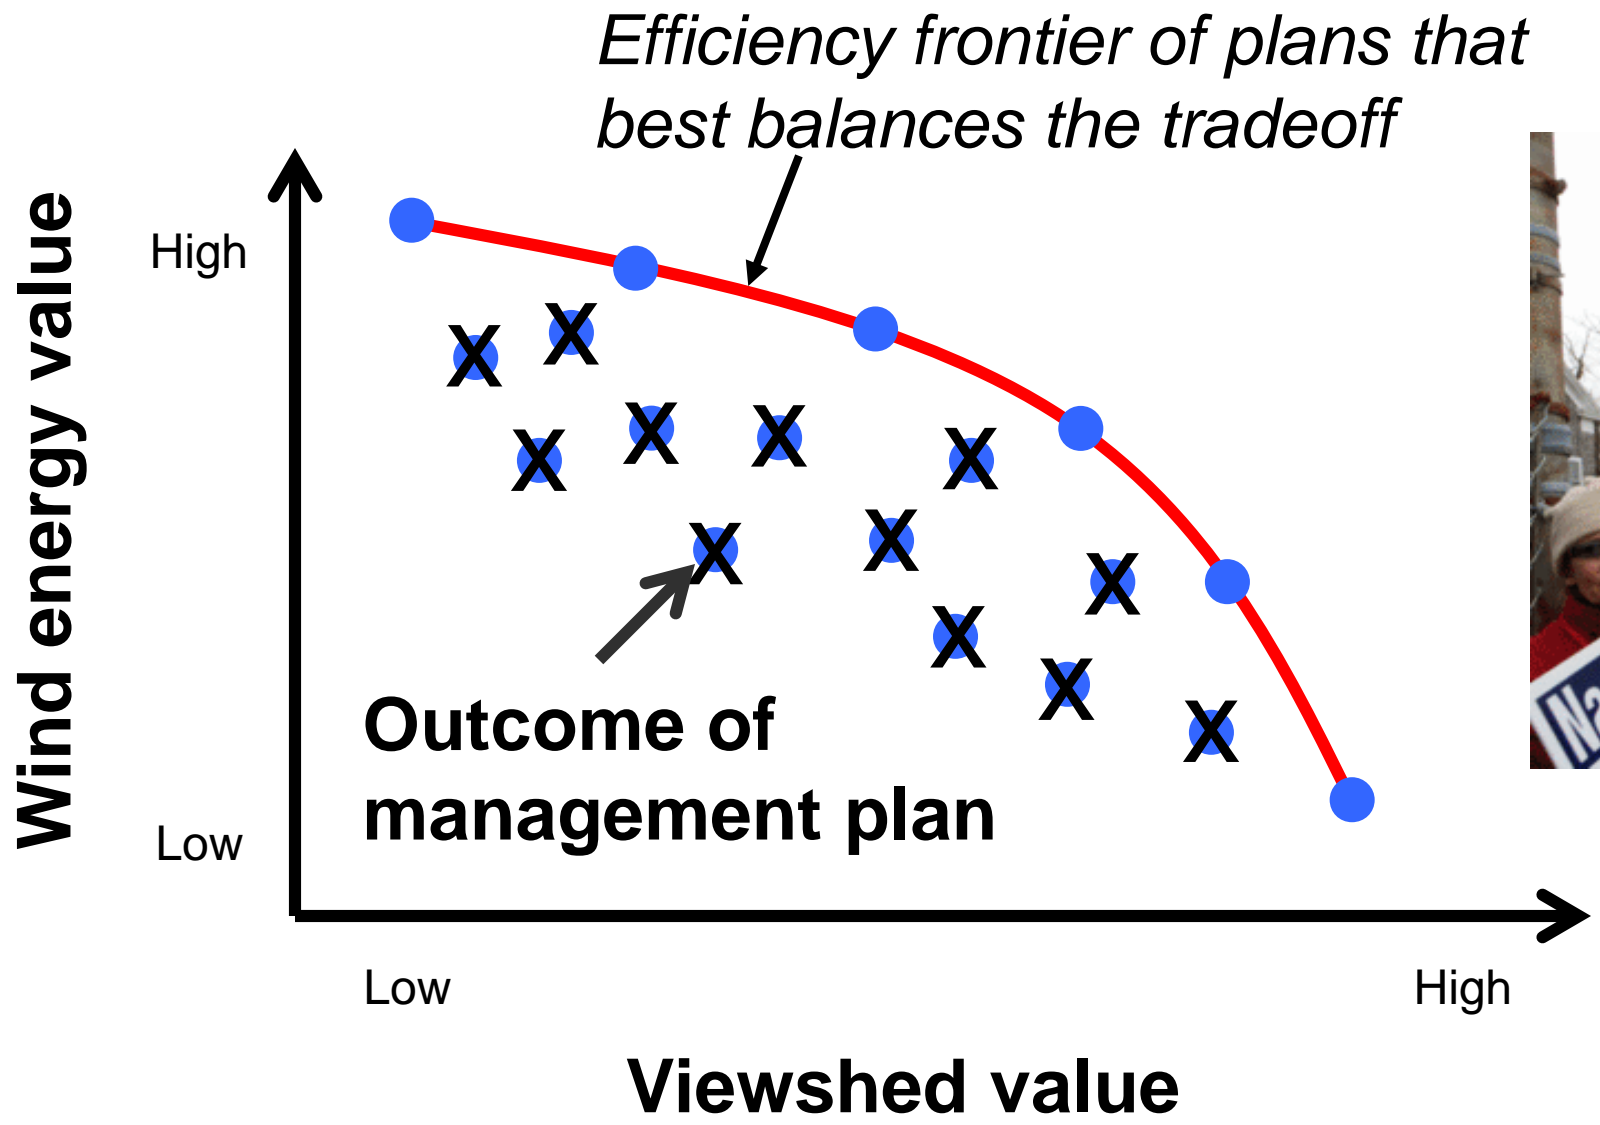 Efficiency frontier of plans that
best balances the tradeoff
Wind energy value
High
Low
X
X
X
X
X
X
X
X
X
X
X
X
Outcome of
management plan
Low
High
Viewshed value